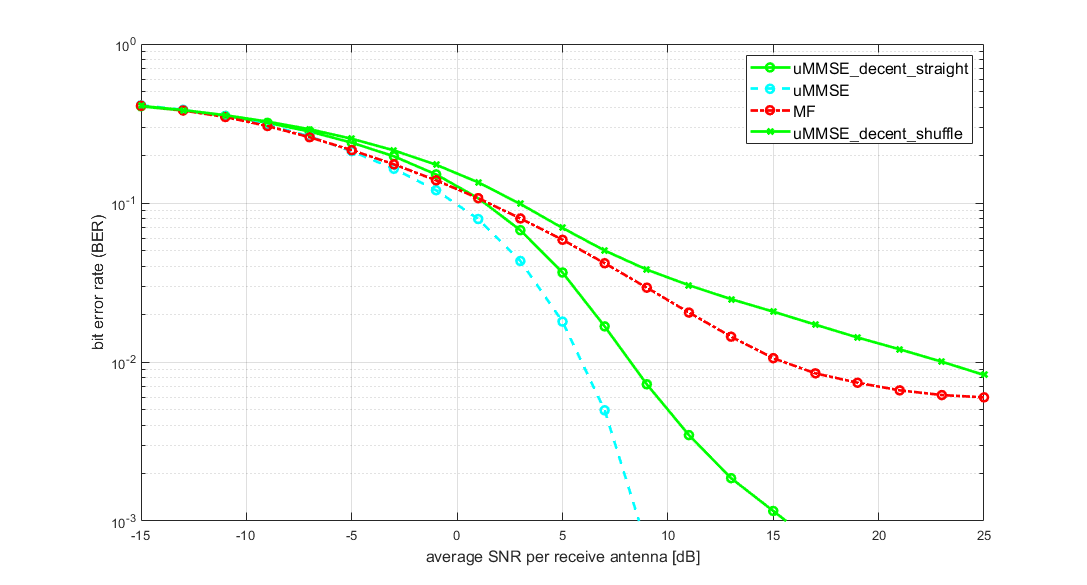 10^0
10^-1
10^-2
10^-3
bit error rate (BER)
uMMSE_decent_straight
uMMSE
MF
uMMSE_decent_shuffle
-15 -10 -5 0 5 10 15 20 25
average SNR per receive antenna [dB]